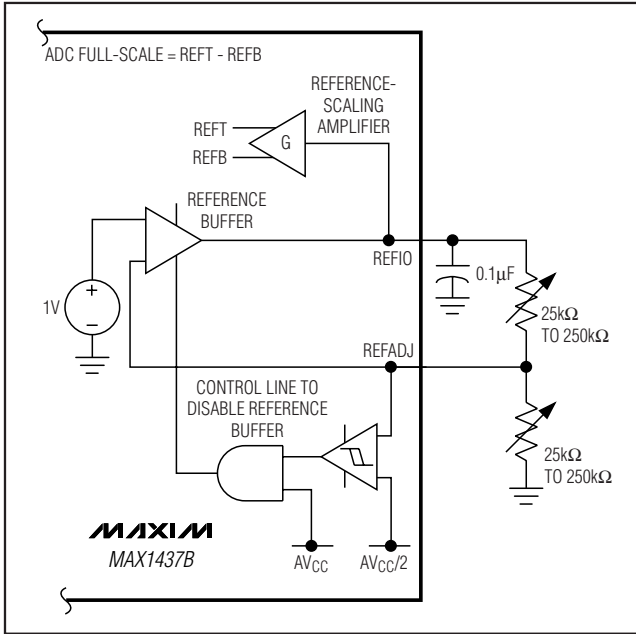 ADC FULL-SCALE = REFT - REFB
REFERENCE-
SCALING
AMPLIFIER
REFT
REFB
G
REFERENCE
BUFFER
REFIO
0.1µF
+
1V
−
25kΩ
TO 250kΩ
REFADJ
CONTROL LINE TO
DISABLE REFERENCE
BUFFER
25kΩ
TO 250kΩ
MAXIM
MAX1437B
AVCC
AVCC/2